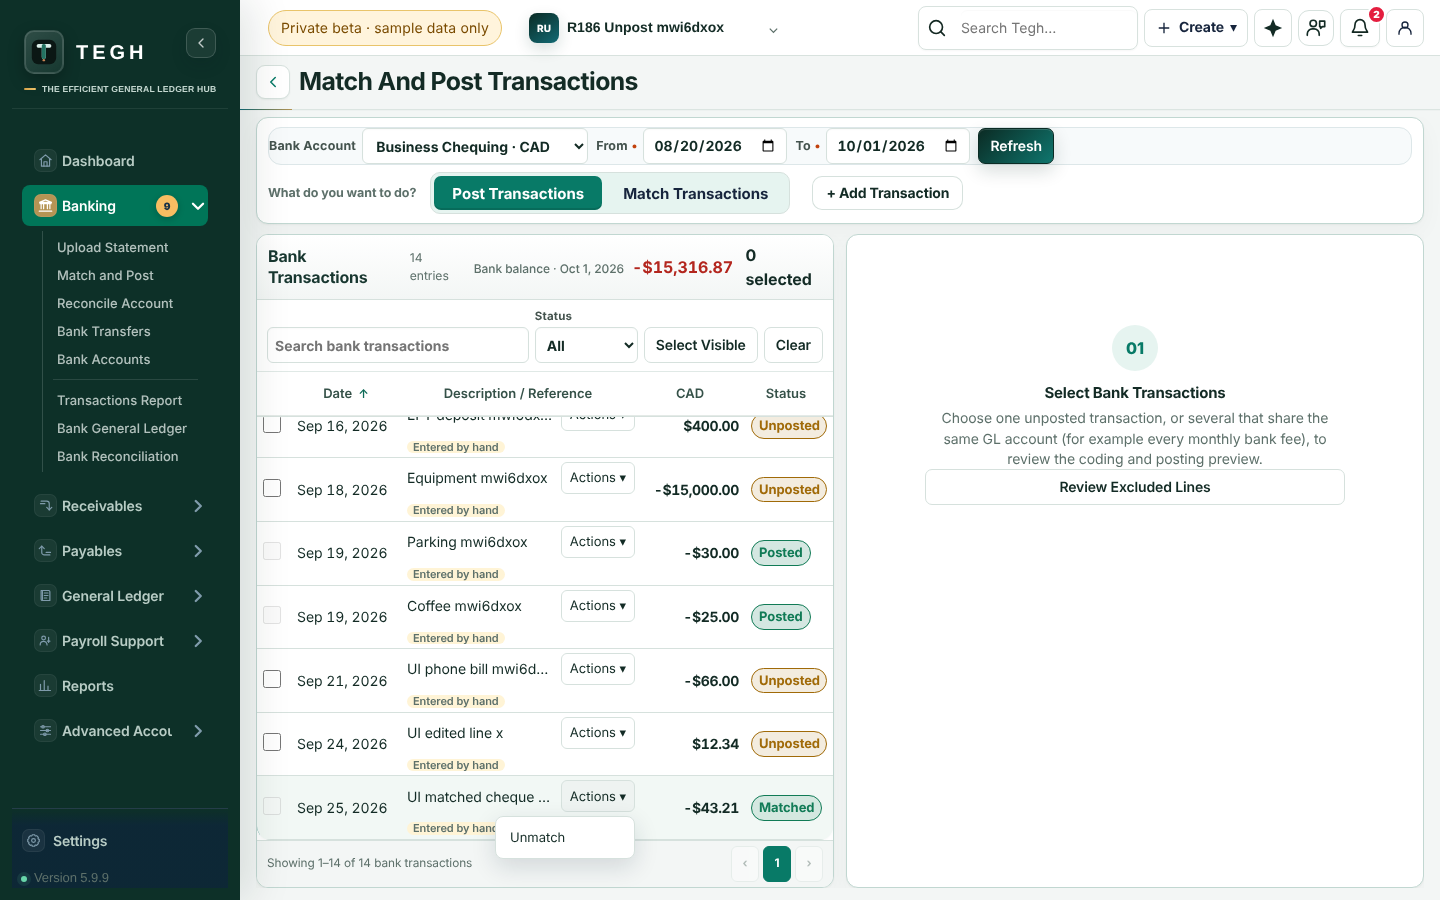 TEGH
THE EFFICIENT GENERAL LEDGER HUB
Dashboard
Banking
9
Upload Statement
Match and Post
Reconcile Account
Bank Transfers
Bank Accounts
Transactions Report
Bank General Ledger
Bank Reconciliation
Receivables
Payables
General Ledger
Payroll Support
Reports
Advanced Accou
Settings
Version 5.9.9
Private beta · sample data only
RU
R186 Unpost mwi6dxox
Search Tegh...
+ Create ▾
2
Match And Post Transactions
Bank Account
Business Chequing · CAD
From •
08/20/2026
To •
10/01/2026
Refresh
What do you want to do?
Post Transactions
Match Transactions
+ Add Transaction
Bank Transactions
14 entries
Bank balance · Oct 1, 2026
-$15,316.87
0 selected
Search bank transactions
Status
All
Select Visible
Clear
Date ↑
Description / Reference
CAD
Status
Sep 16, 2026
$400.00
Unposted
Entered by hand
Sep 18, 2026
Equipment mwi6dxox
Actions ▾
-$15,000.00
Unposted
Entered by hand
Sep 19, 2026
Parking mwi6dxox
Actions ▾
-$30.00
Posted
Entered by hand
Sep 19, 2026
Coffee mwi6dxox
Actions ▾
-$25.00
Posted
Entered by hand
Sep 21, 2026
UI phone bill mwi6d...
Actions ▾
-$66.00
Unposted
Entered by hand
Sep 24, 2026
UI edited line x
Actions ▾
$12.34
Unposted
Entered by hand
Sep 25, 2026
UI matched cheque ...
Actions ▾
-$43.21
Matched
Entered by hand
Unmatch
Showing 1–14 of 14 bank transactions
‹
1
›
01
Select Bank Transactions
Choose one unposted transaction, or several that share the
same GL account (for example every monthly bank fee), to
review the coding and posting preview.
Review Excluded Lines